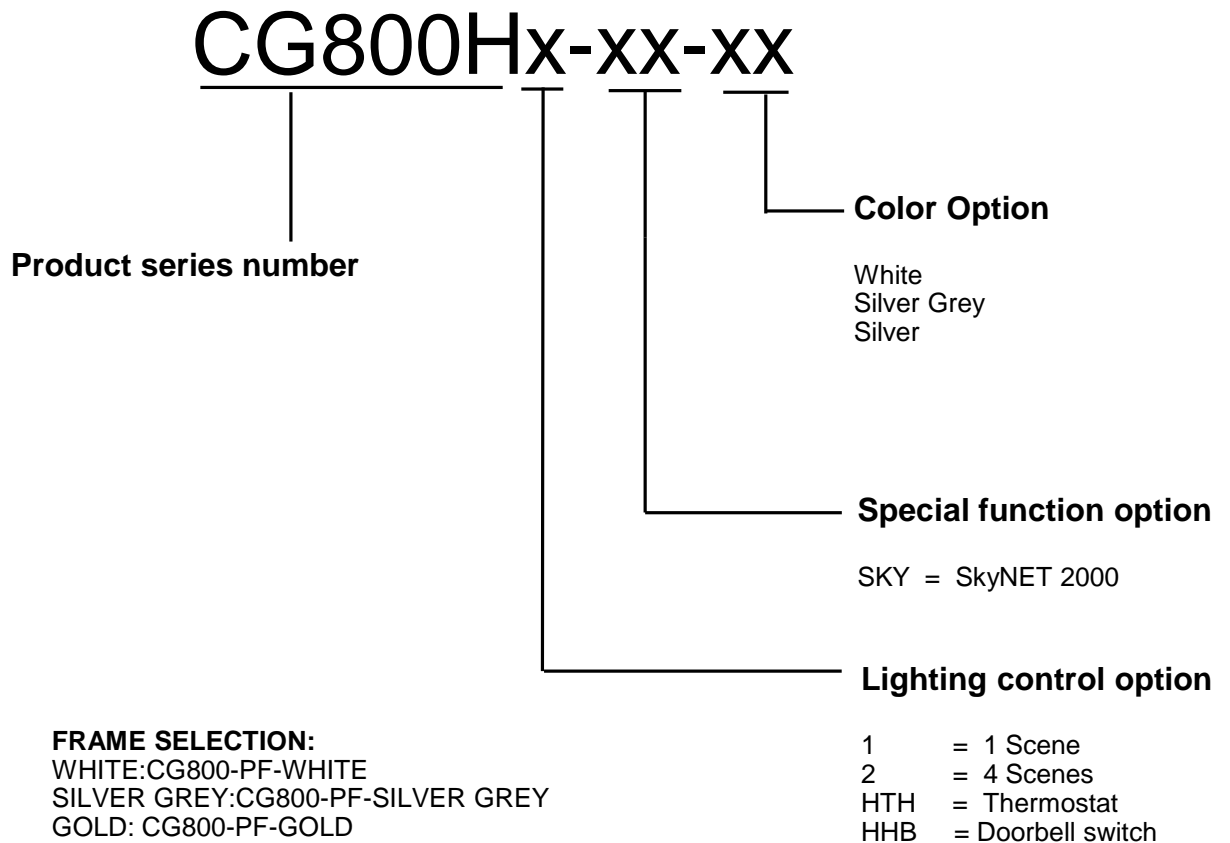 CG800Hx-xx-xx
Color Option
Product series number
White
Silver Grey
Silver
Special function option
SKY = SkyNET 2000
Lighting control option
FRAME SELECTION:
WHITE:CG800-PF-WHITE
SILVER GREY:CG800-PF-SILVER GREY
GOLD: CG800-PF-GOLD
1 = 1 Scene
2 = 4 Scenes
HTH = Thermostat
HHB = Doorbell switch